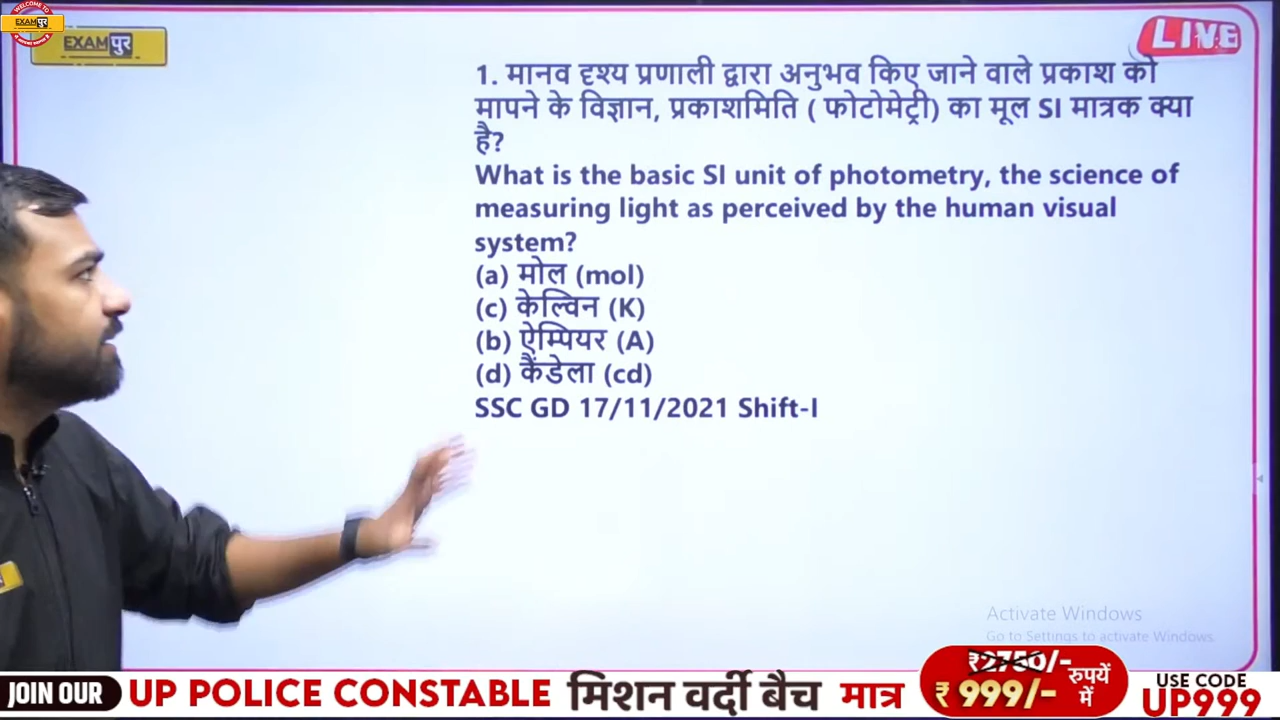 WELCOME TO
EXAMपुर
EXAMपुर
LIVE
1. मानव दृश्य प्रणाली द्वारा अनुभव किए जाने वाले प्रकाश को
मापने के विज्ञान, प्रकाशमिति ( फोटोमेट्री) का मूल SI मात्रक क्या
है?
What is the basic SI unit of photometry, the science of
measuring light as perceived by the human visual
system?
(a) मोल (mol)
(c) केल्विन (K)
(b) ऐम्पियर (A)
(d) कैंडेला (cd)
SSC GD 17/11/2021 Shift-I
Activate Windows
Go to Settings to activate Windows.
JOIN OUR UP POLICE CONSTABLE मिशन वर्दी बैच मात्र
₹2750/-
₹ 999/-
रुपयें
में
USE CODE
UP999